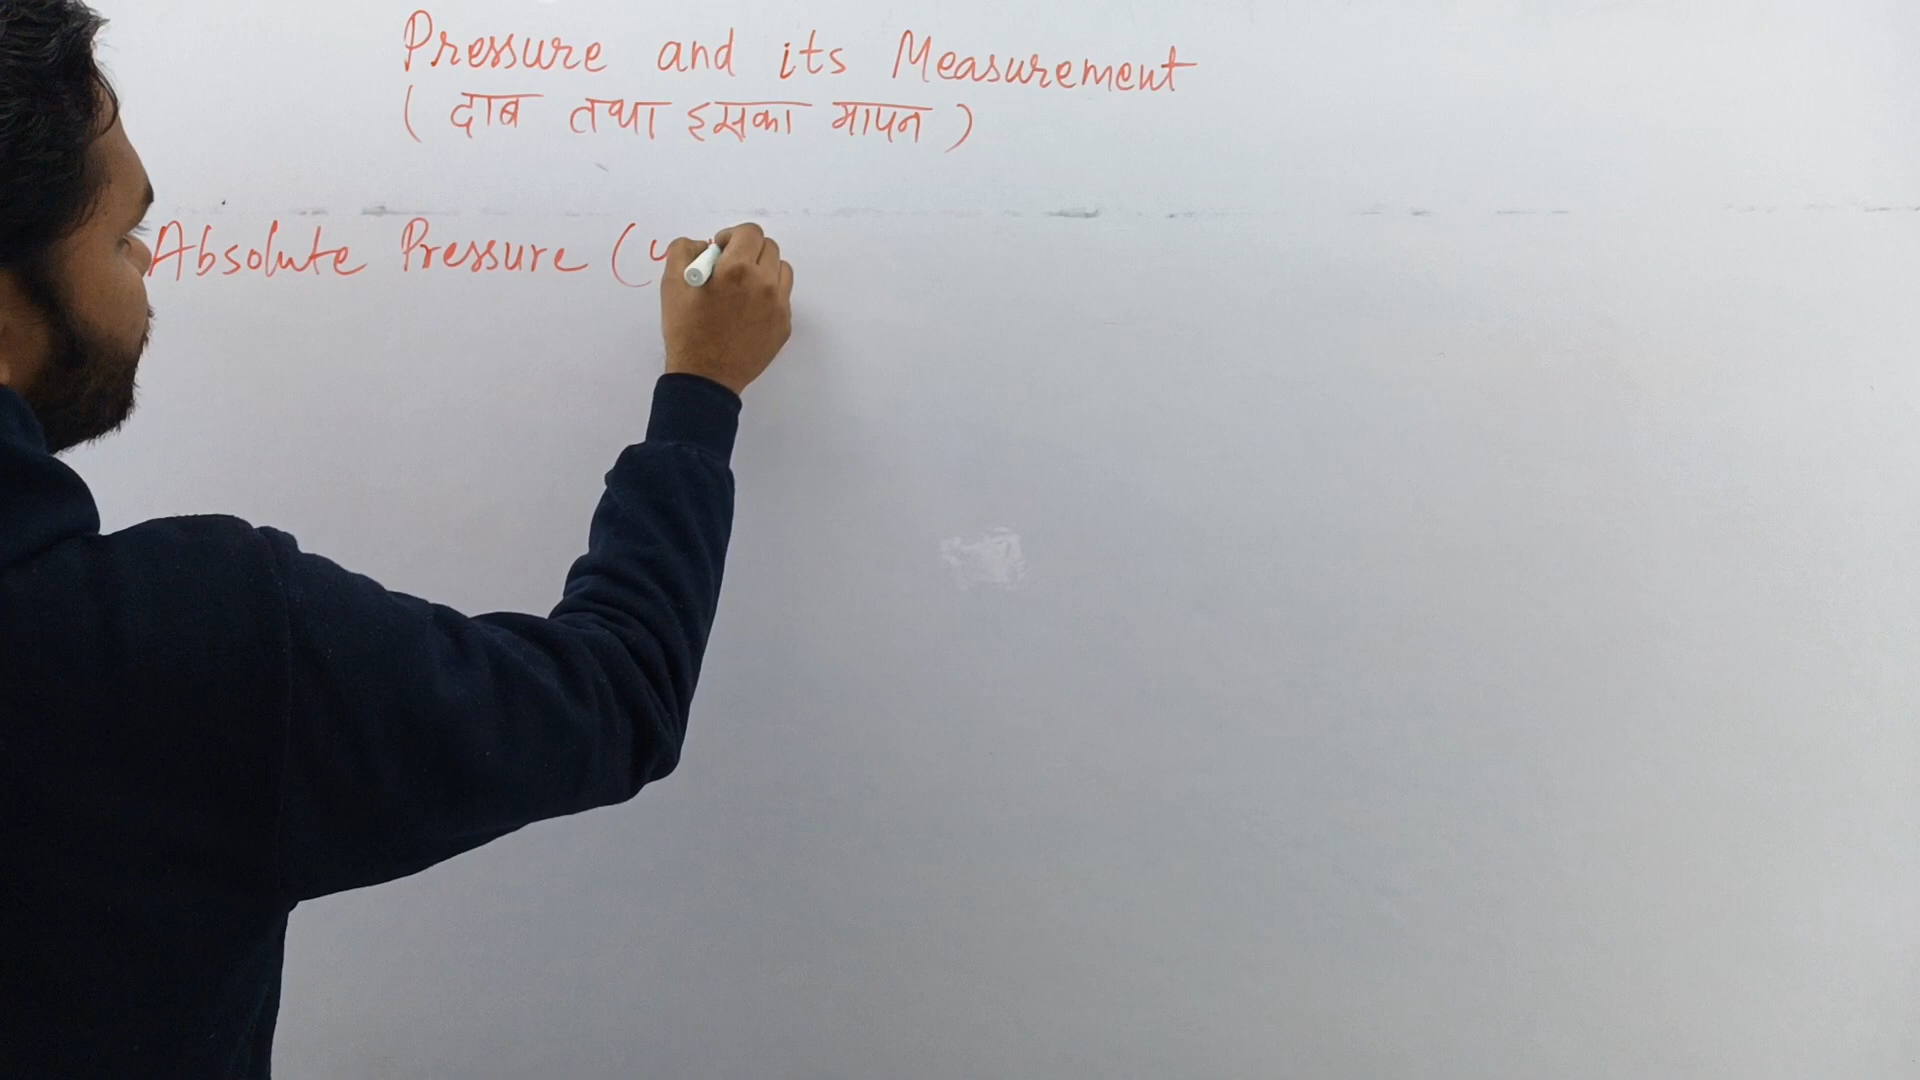 Pressure and its Measurement
( दाब तथा इसका मापन )
Absolute Pressure (